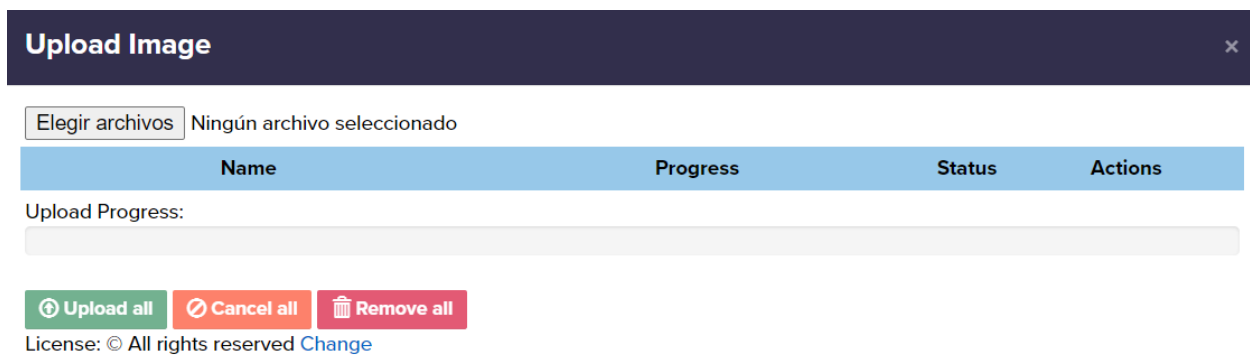 Upload Image ×
Elegir archivos Ningún archivo seleccionado
Name Progress Status Actions
Upload Progress:
Upload all Cancel all Remove all
License: © All rights reserved Change